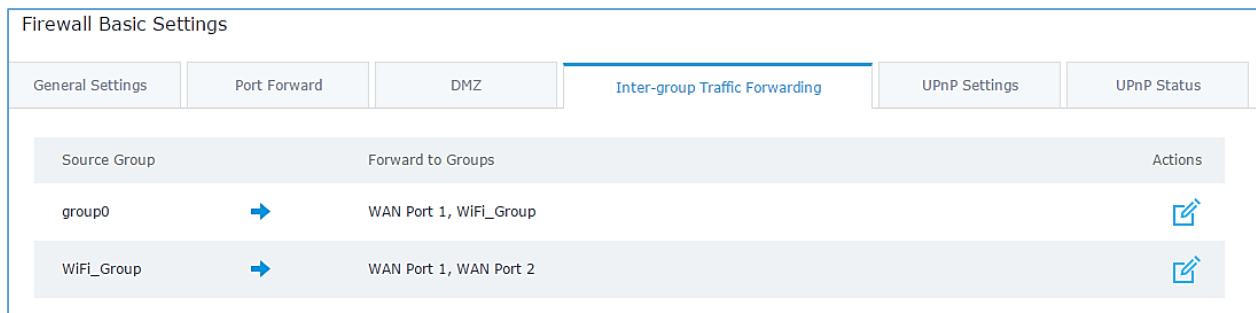 Firewall Basic Settings
General Settings Port Forward DMZ Inter-group Traffic Forwarding UPnP Settings UPnP Status
Source Group Forward to Groups Actions
group0 WAN Port 1, WiFi_Group
WiFi_Group WAN Port 1, WAN Port 2